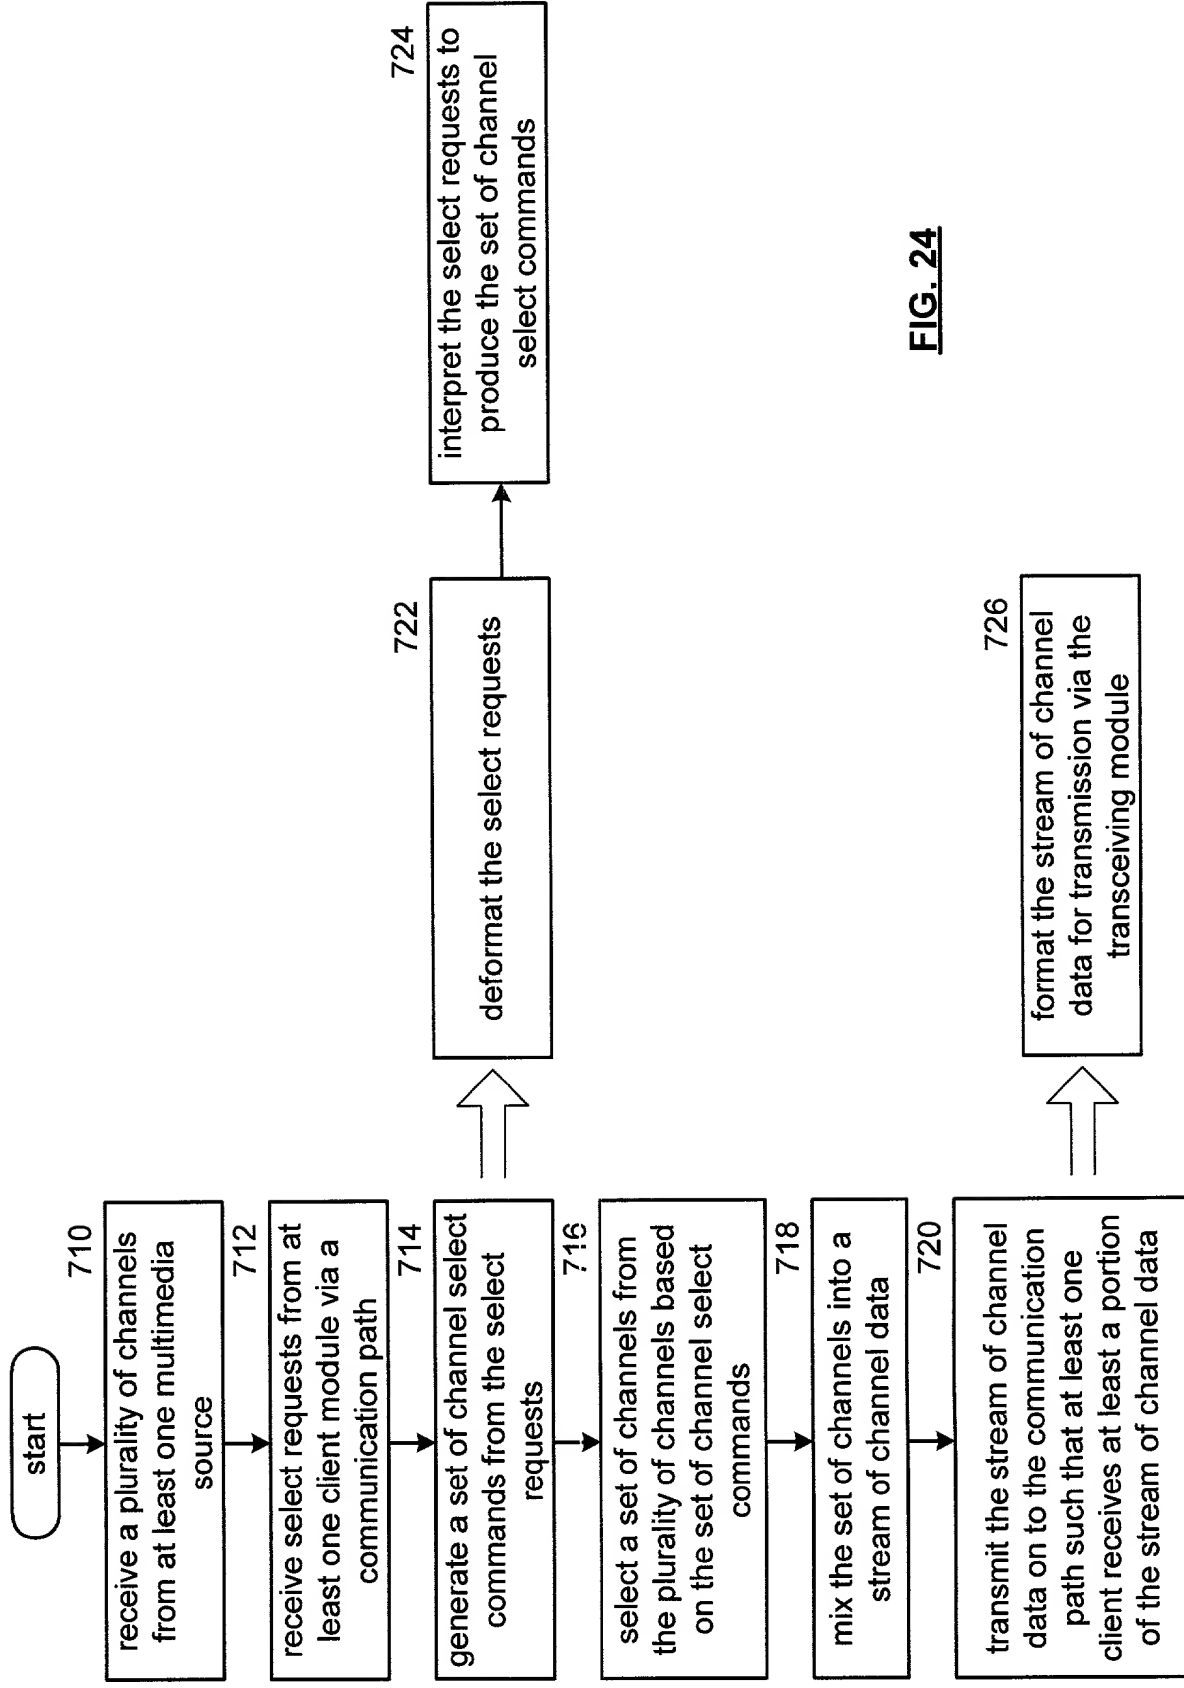 start
710
receive a plurality of channels
from at least one multimedia
source
712
receive select requests from at
least one client module via a
communication path
714
generate a set of channel select
commands from the select
requests
722
deformat the select requests
724
interpret the select requests to
produce the set of channel
select commands
716
select a set of channels from
the plurality of channels based
on the set of channel select
commands
718
mix the set of channels into a
stream of channel data
720
transmit the stream of channel
data on to the communication
path such that at least one
client receives at least a portion
of the stream of channel data
726
format the stream of channel
data for transmission via the
transceiving module
FIG. 24